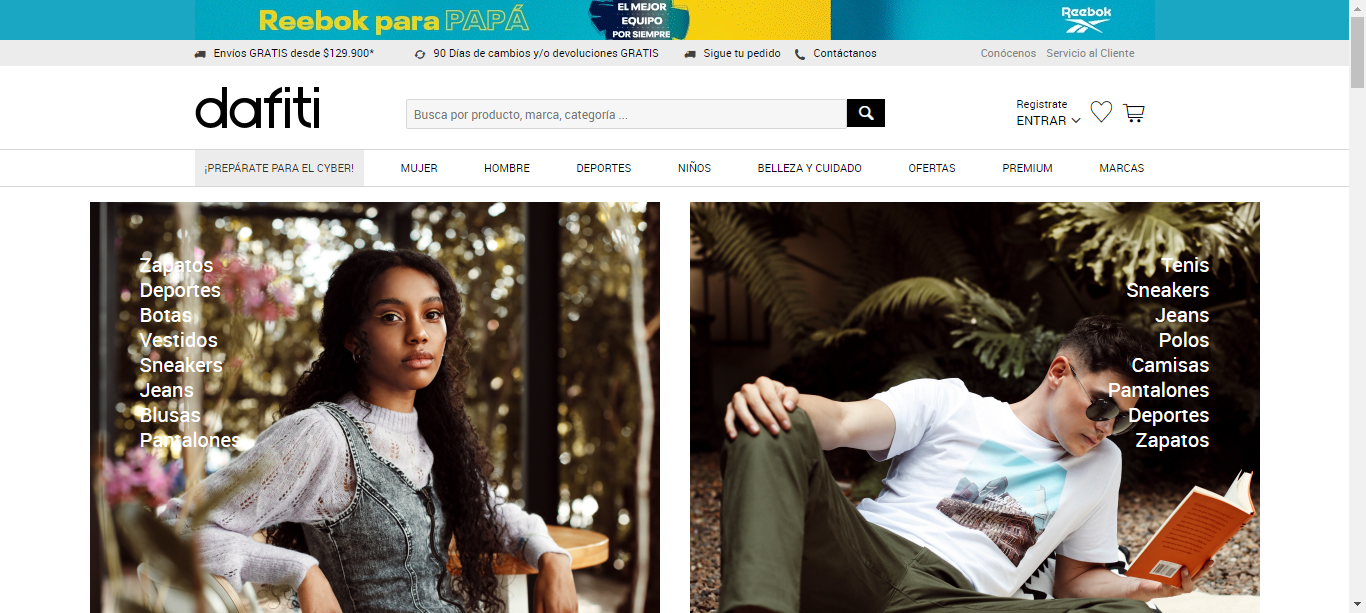 Reebok para PAPÁ
EL MEJOR
EQUIPO
POR SIEMPRE
Reebok
Envíos GRATIS desde $129.900*
90 Días de cambios y/o devoluciones GRATIS
Sigue tu pedido
Contáctanos
Conócenos
Servicio al Cliente
dafiti
Busca por producto, marca, categoría ...
Registrate
ENTRAR
¡PREPÁRATE PARA EL CYBER!
MUJER
HOMBRE
DEPORTES
NIÑOS
BELLEZA Y CUIDADO
OFERTAS
PREMIUM
MARCAS
Zapatos
Deportes
Botas
Vestidos
Sneakers
Jeans
Blusas
Pantalones
Tenis
Sneakers
Jeans
Polos
Camisas
Pantalones
Deportes
Zapatos